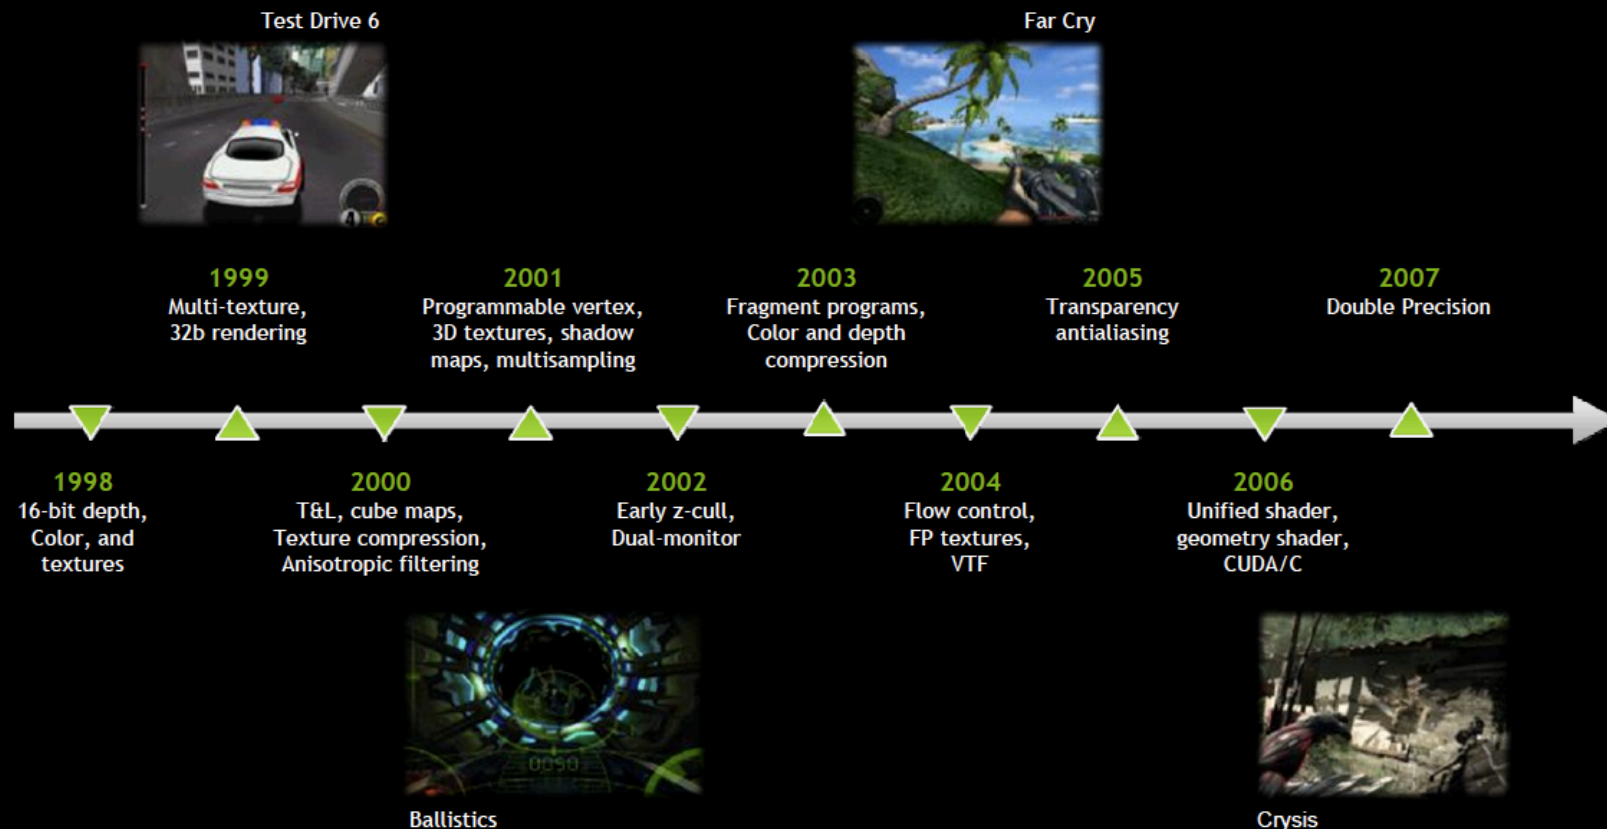 Test Drive 6
Far Cry
1999
Multi-texture,
32b rendering
2001
Programmable vertex,
3D textures, shadow
maps, multisampling
2003
Fragment programs,
Color and depth
compression
2005
Transparency
antialiasing
2007
Double Precision
1998
16-bit depth,
Color, and
textures
2000
T&L, cube maps,
Texture compression,
Anisotropic filtering
2002
Early z-cull,
Dual-monitor
2004
Flow control,
FP textures,
VTF
2006
Unified shader,
geometry shader,
CUDA/C
0090
Ballistics
Crysis